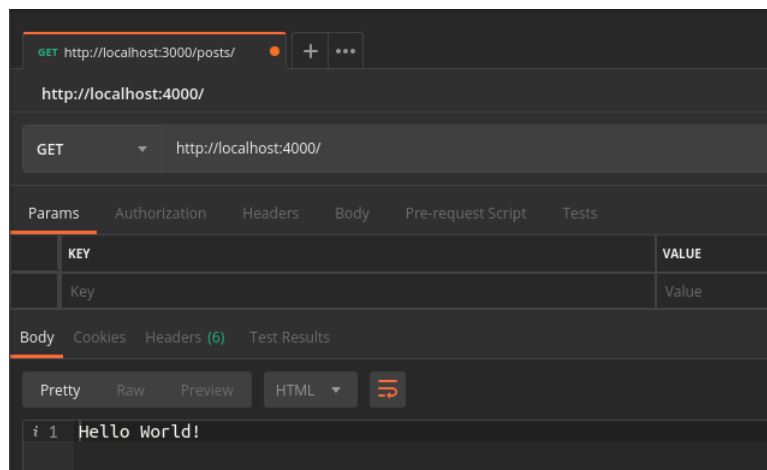 GET http://localhost:3000/posts/
http://localhost:4000/
GET http://localhost:4000/
Params Authorization Headers Body Pre-request Script Tests
KEY VALUE
Key Value
Body Cookies Headers (6) Test Results
Pretty Raw Preview HTML
i 1 Hello World!